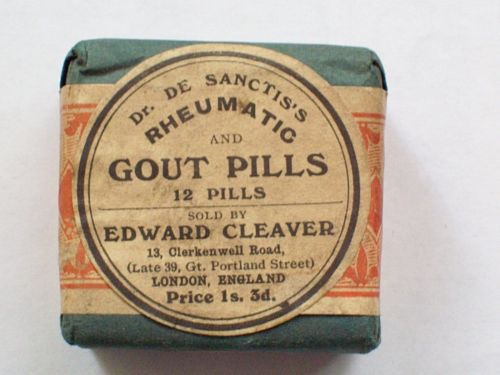 Dr. DE SANCTIS'S
RHEUMATIC
AND
GOUT PILLS
12 PILLS
SOLD BY
EDWARD CLEAVER
13, Clerkenwell Road,
(Late 39, Gt. Portland Street)
LONDON, ENGLAND
Price 1s. 3d.